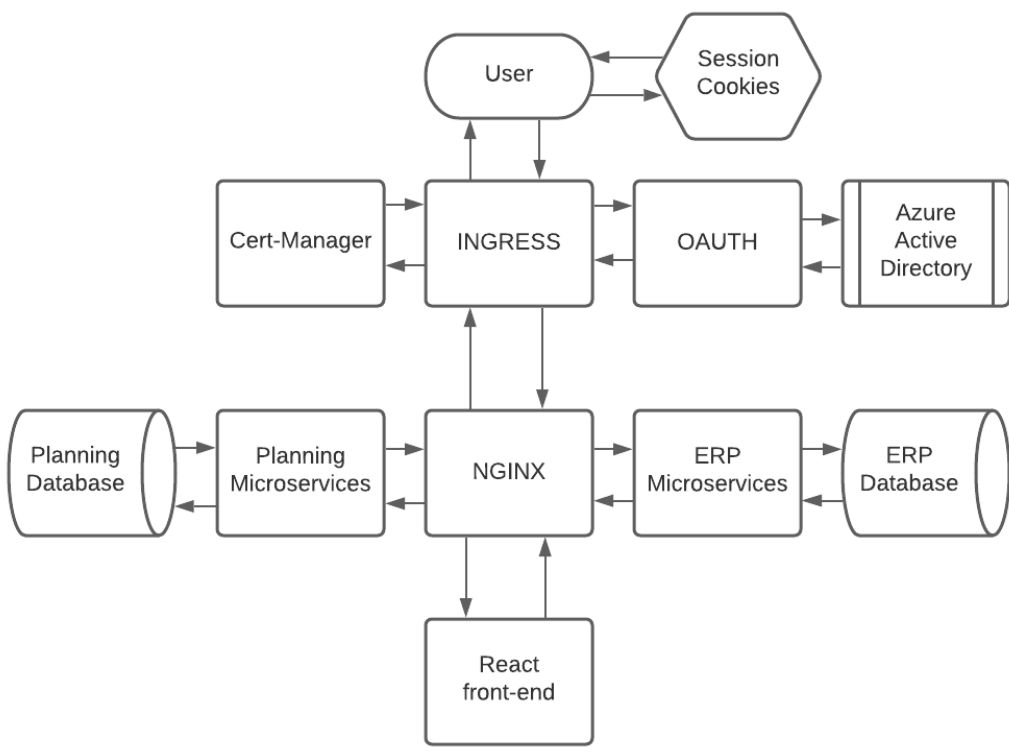 User
Session
Cookies
Cert-Manager
INGRESS
OAUTH
Azure
Active
Directory
Planning
Database
Planning
Microservices
NGINX
ERP
Microservices
ERP
Database
React
front-end